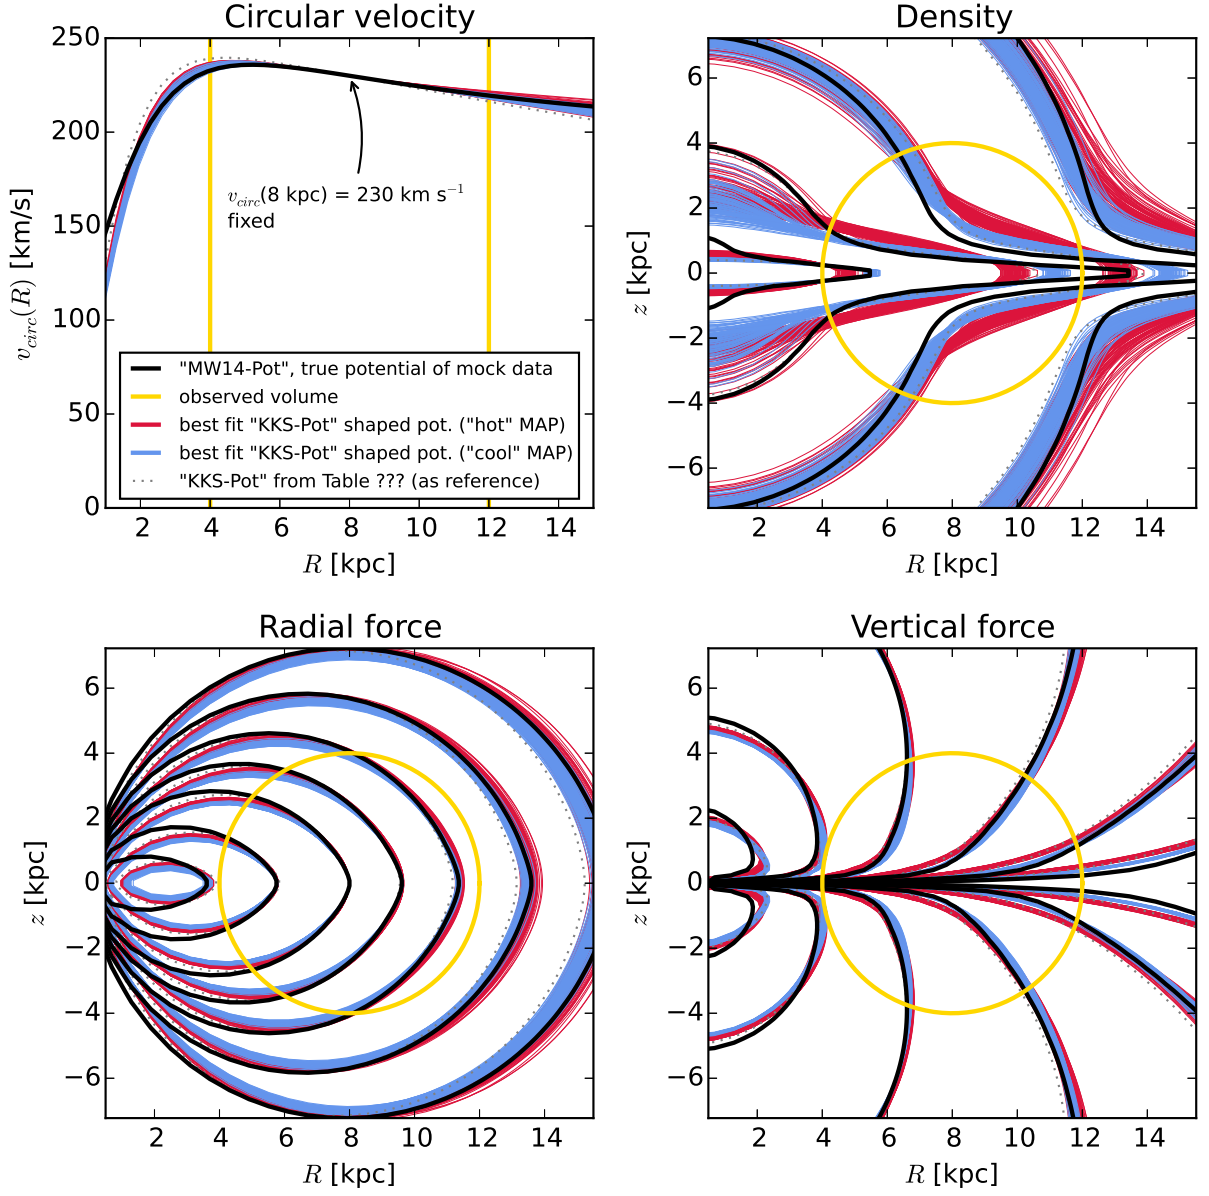 Circular velocity
250
200
150
100
50
0
v_circ(R) [km/s]
v_circ(8 kpc) = 230 km s⁻¹
fixed
"MW14-Pot", true potential of mock data
observed volume
best fit "KKS-Pot" shaped pot. ("hot" MAP)
best fit "KKS-Pot" shaped pot. ("cool" MAP)
"KKS-Pot" from Table ??? (as reference)
2 4 6 8 10 12 14
R [kpc]
Density
6
4
2
0
−2
−4
−6
z [kpc]
2 4 6 8 10 12 14
R [kpc]
Radial force
6
4
2
0
−2
−4
−6
z [kpc]
2 4 6 8 10 12 14
R [kpc]
Vertical force
6
4
2
0
−2
−4
−6
z [kpc]
2 4 6 8 10 12 14
R [kpc]